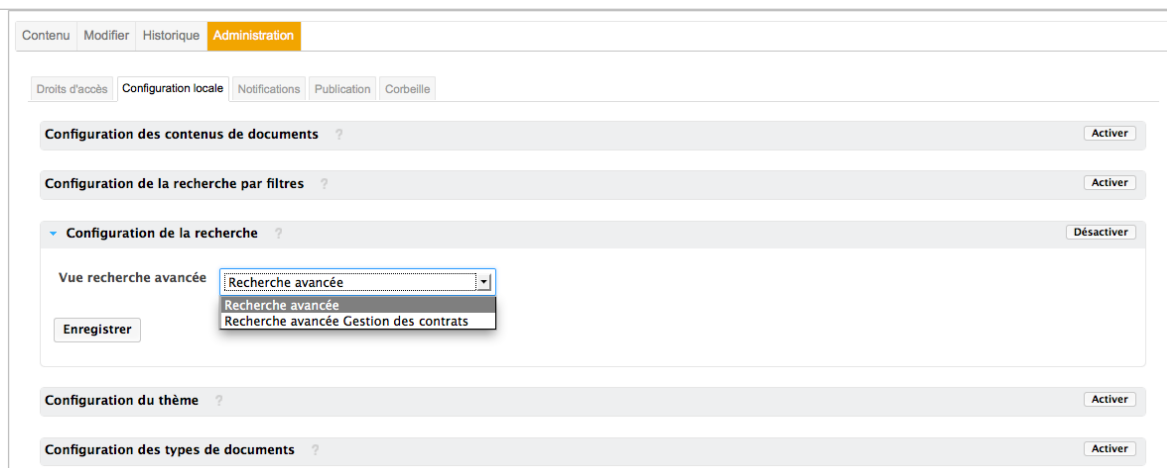 Contenu Modifier Historique Administration
Droits d'accès Configuration locale Notifications Publication Corbeille
Configuration des contenus de documents ? Activer
Configuration de la recherche par filtres ? Activer
Configuration de la recherche ? Désactiver
Vue recherche avancée Recherche avancée
Recherche avancée
Recherche avancée Gestion des contrats
Enregistrer
Configuration du thème ? Activer
Configuration des types de documents ? Activer